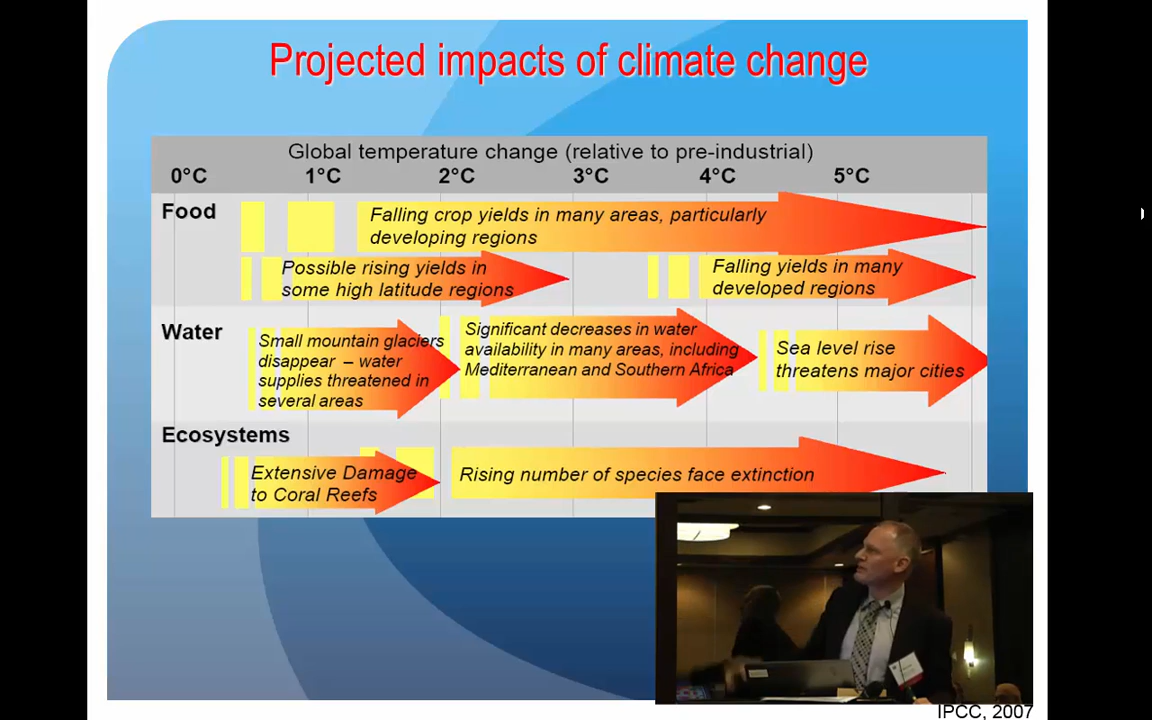 Projected impacts of climate change
Global temperature change (relative to pre-industrial)
0°C 1°C 2°C 3°C 4°C 5°C
Food
Falling crop yields in many areas, particularly
developing regions
Possible rising yields in
some high latitude regions
Falling yields in many
developed regions
Water
Small mountain glaciers
disappear – water
supplies threatened in
several areas
Significant decreases in water
availability in many areas, including
Mediterranean and Southern Africa
Sea level rise
threatens major cities
Ecosystems
Extensive Damage
to Coral Reefs
Rising number of species face extinction
IPCC, 2007